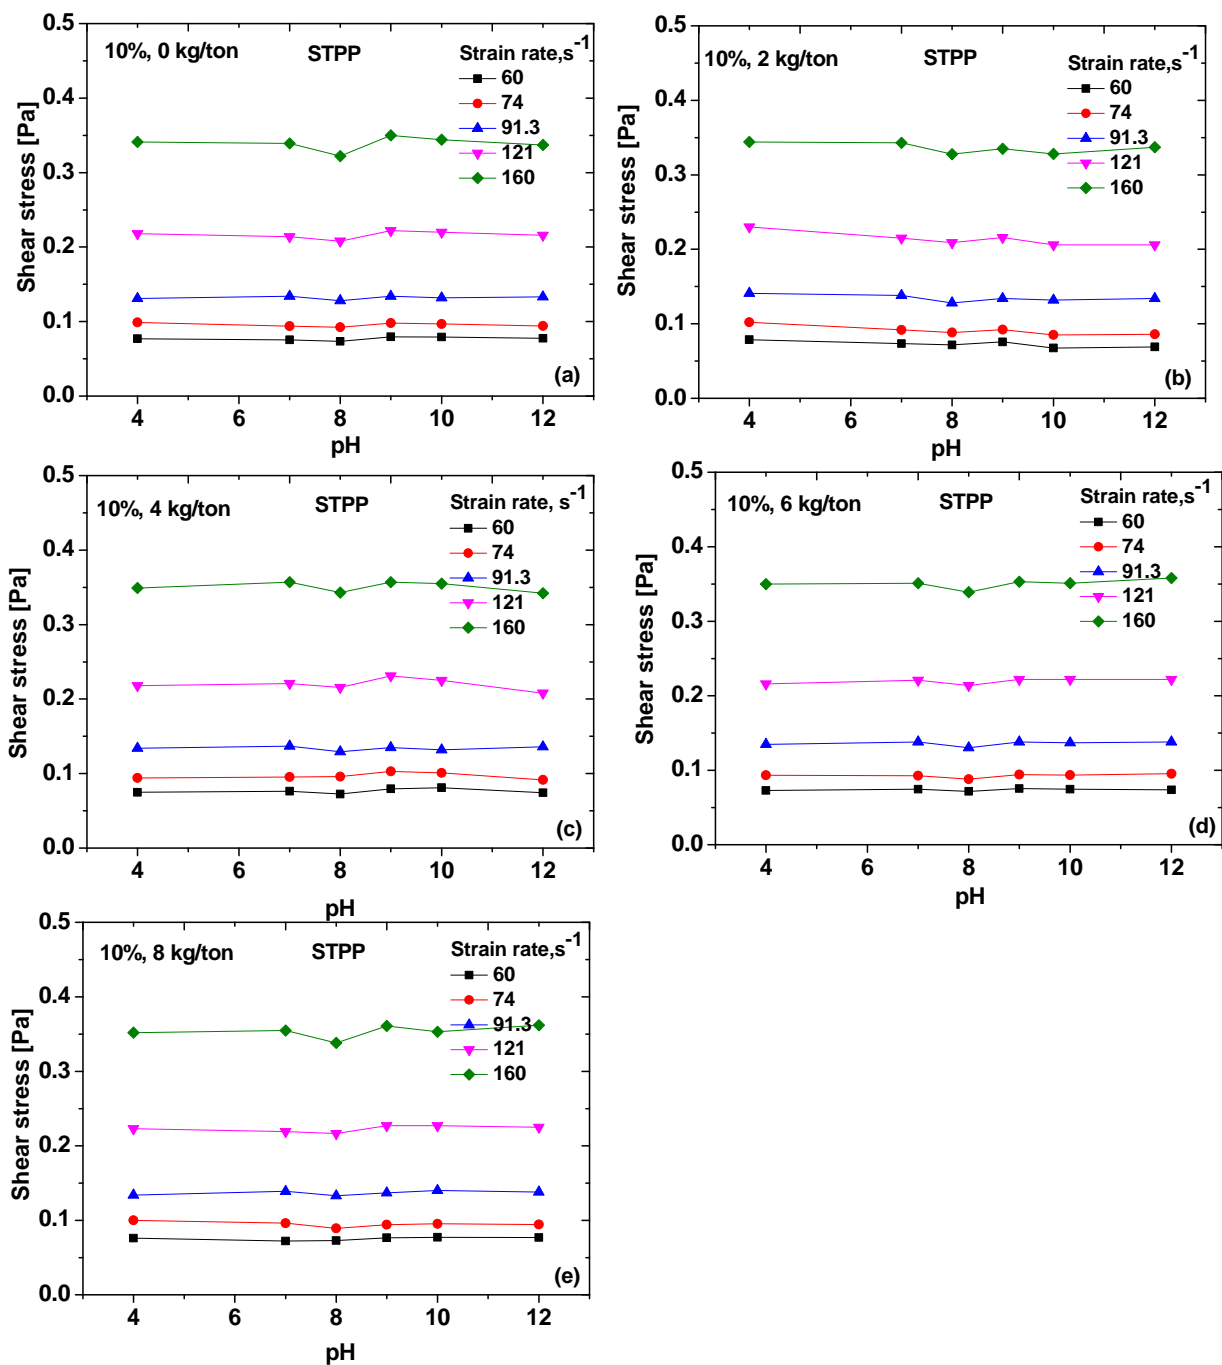 10%, 0 kg/ton
STPP
Strain rate,s-1
60
74
91.3
121
160
Shear stress [Pa]
0.5
0.4
0.3
0.2
0.1
0.0
4 6 8 10 12
pH
(a)
10%, 2 kg/ton
STPP
Strain rate,s-1
60
74
91.3
121
160
Shear stress [Pa]
0.5
0.4
0.3
0.2
0.1
0.0
4 6 8 10 12
pH
(b)
10%, 4 kg/ton
STPP
Strain rate, s-1
60
74
91.3
121
160
Shear stress [Pa]
0.5
0.4
0.3
0.2
0.1
0.0
4 6 8 10 12
pH
(c)
10%, 6 kg/ton
STPP
Strain rate,s-1
60
74
91.3
121
160
Shear stress [Pa]
0.5
0.4
0.3
0.2
0.1
0.0
4 6 8 10 12
pH
(d)
10%, 8 kg/ton
STPP
Strain rate,s-1
60
74
91.3
121
160
Shear stress [Pa]
0.5
0.4
0.3
0.2
0.1
0.0
4 6 8 10 12
pH
(e)